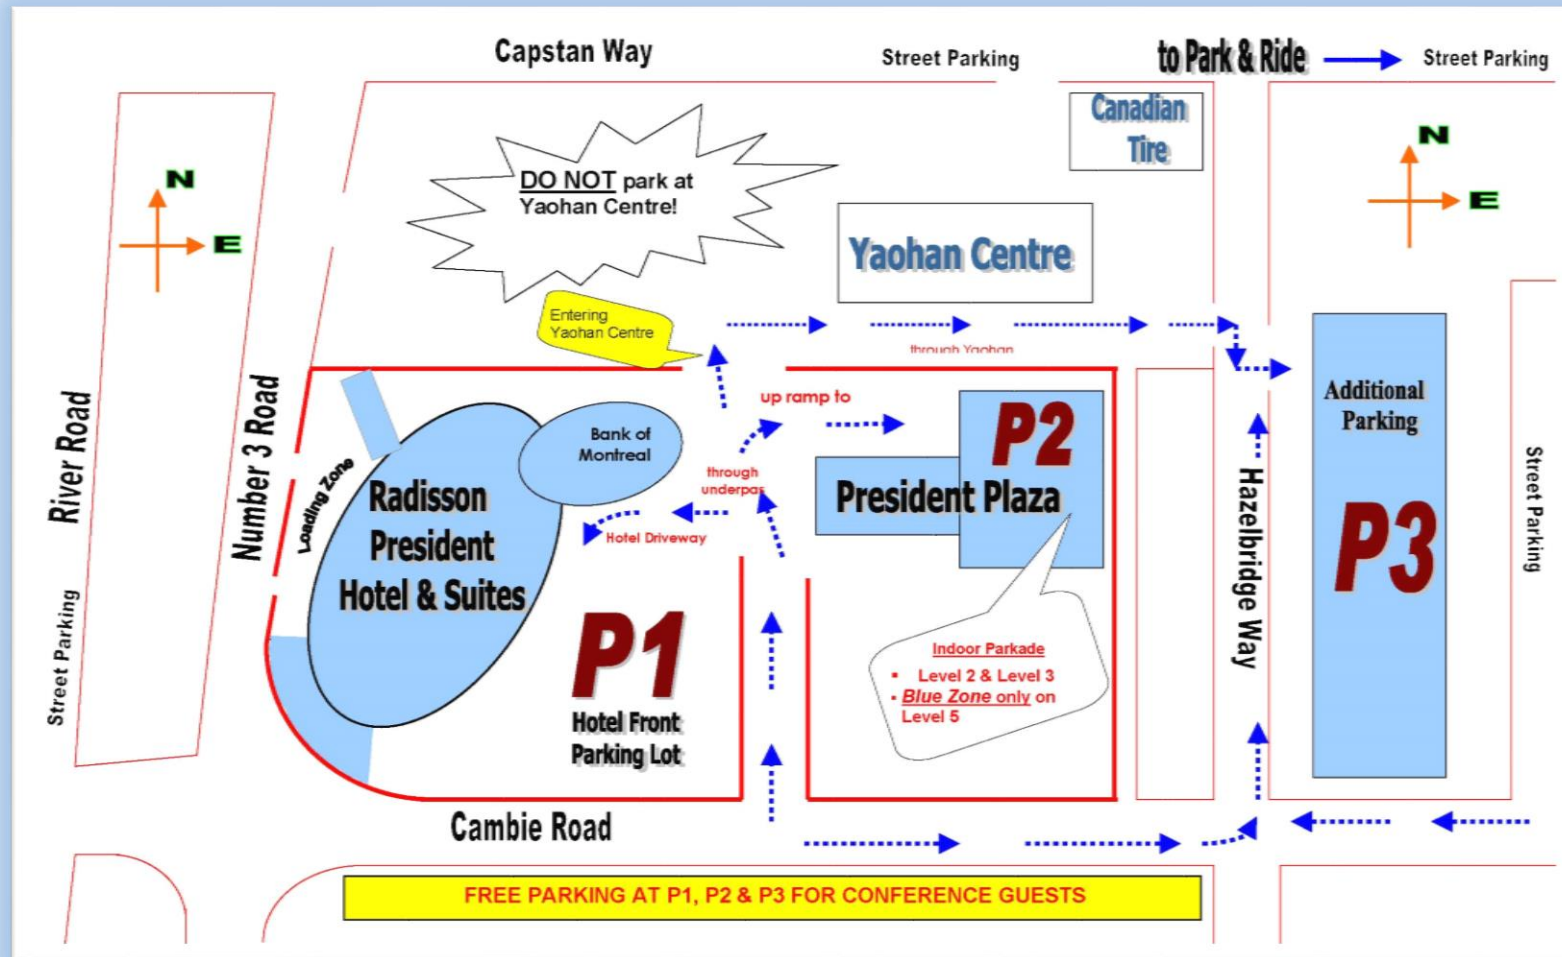 Capstan Way
Street Parking
to Park & Ride
Street Parking
Canadian
Tire
N
E
N
E
DO NOT park at
Yaohan Centre!
Yaohan Centre
Entering
Yaohan Centre
through Yaohan
up ramp to
River Road
Number 3 Road
Loading Zone
Street Parking
Bank of
Montreal
Radisson
President
Hotel & Suites
through
underpas
Hotel Driveway
P1
Hotel Front
Parking Lot
P2
President Plaza
Indoor Parkade
▪ Level 2 & Level 3
▪ Blue Zone only on
Level 5
Hazelbridge Way
Additional
Parking
P3
Street Parking
Cambie Road
FREE PARKING AT P1, P2 & P3 FOR CONFERENCE GUESTS